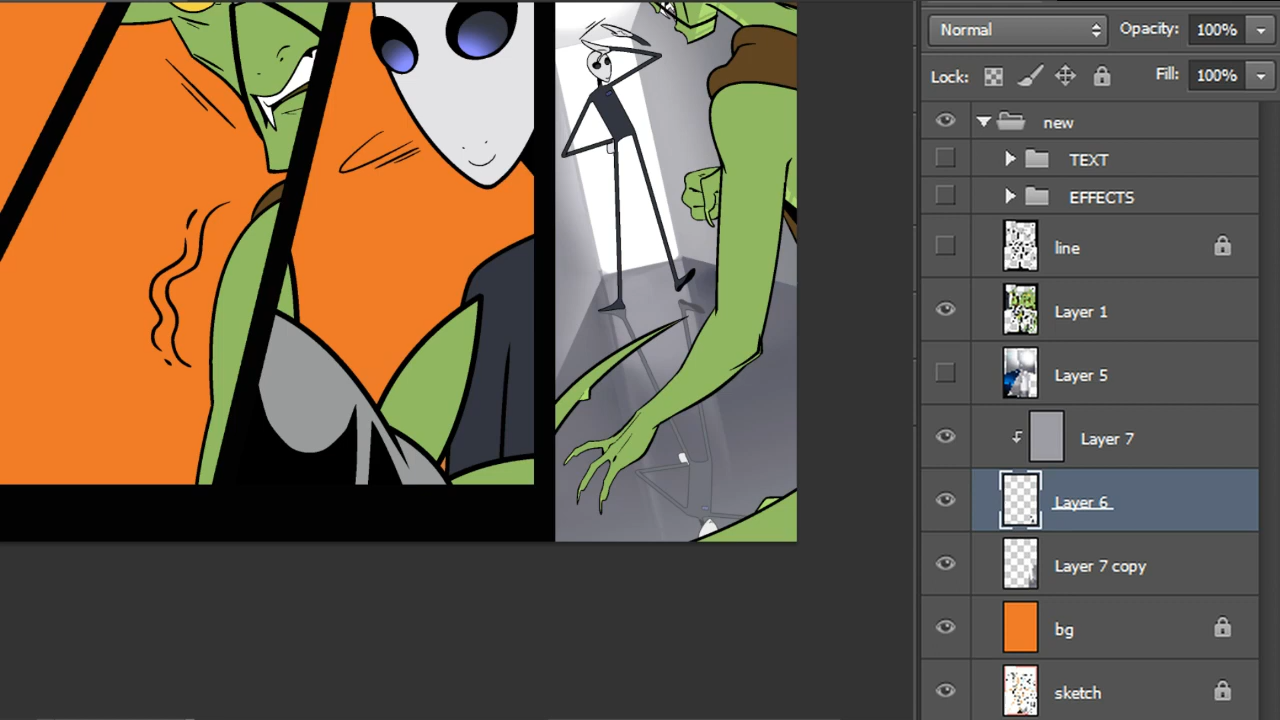 Normal Opacity: 100%
Lock: Fill: 100%
new
TEXT
EFFECTS
line
Layer 1
Layer 5
Layer 7
Layer 6
Layer 7 copy
bg
sketch